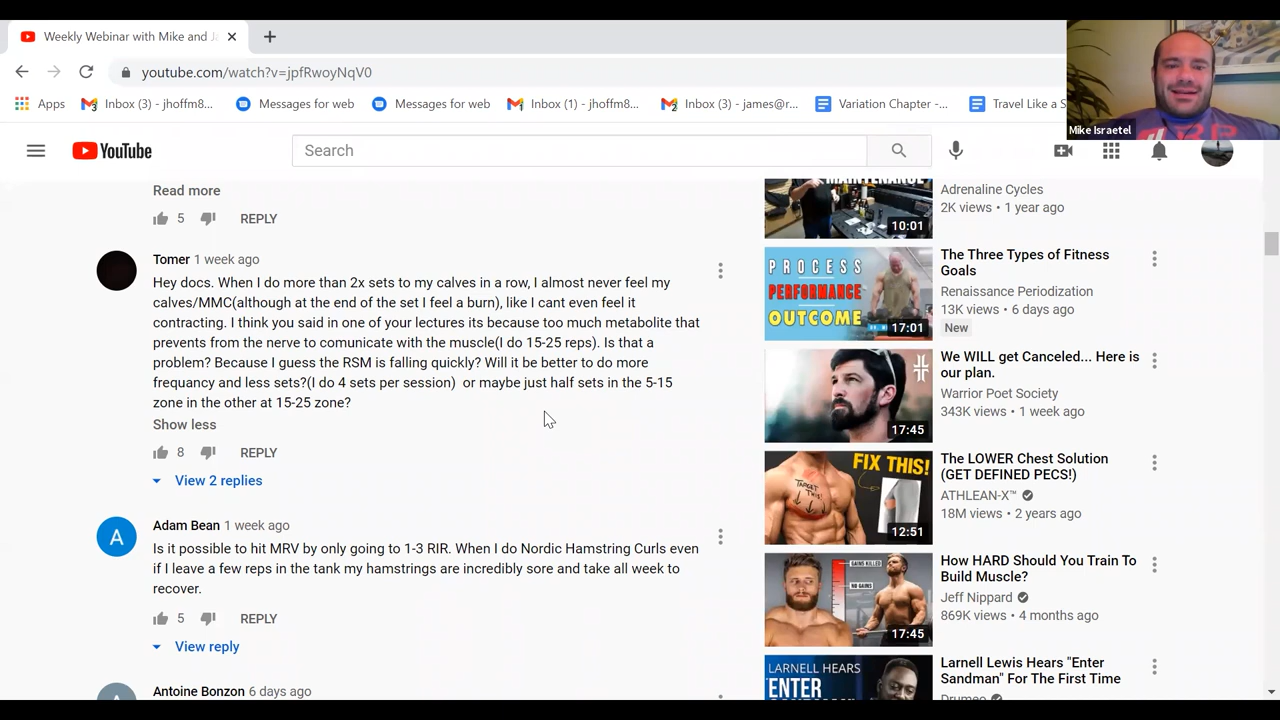 Weekly Webinar with Mike and J
youtube.com/watch?v=jpfRwoyNqV0
Apps
Inbox (3) - jhoffm8...
Messages for web
Messages for web
Inbox (1) - jhoffm8...
Inbox (3) - james@r...
Variation Chapter -...
Travel Like a S
Mike Israetel
YouTube
Search
Read more
5
REPLY
Tomer 1 week ago
Hey docs. When I do more than 2x sets to my calves in a row, I almost never feel my
calves/MMC(although at the end of the set I feel a burn), like I cant even feel it
contracting. I think you said in one of your lectures its because too much metabolite that
prevents from the nerve to comunicate with the muscle(I do 15-25 reps). Is that a
problem? Because I guess the RSM is falling quickly? Will it be better to do more
frequancy and less sets?(I do 4 sets per session)  or maybe just half sets in the 5-15
zone in the other at 15-25 zone?
Show less
8
REPLY
View 2 replies
A
Adam Bean 1 week ago
Is it possible to hit MRV by only going to 1-3 RIR. When I do Nordic Hamstring Curls even
if I leave a few reps in the tank my hamstrings are incredibly sore and take all week to
recover.
5
REPLY
View reply
Antoine Bonzon 6 days ago
MAINTENANCE
10:01
Adrenaline Cycles
2K views • 1 year ago
PROCESS
PERFORMANCE
OUTCOME
17:01
The Three Types of Fitness
Goals
Renaissance Periodization
13K views • 6 days ago
New
17:45
We WILL get Canceled... Here is
our plan.
Warrior Poet Society
343K views • 1 week ago
FIX THIS!
TARGET
THIS!
12:51
The LOWER Chest Solution
(GET DEFINED PECS!)
ATHLEAN-X™
18M views • 2 years ago
GAINS KILLED
NO GAINS
17:45
How HARD Should You Train To
Build Muscle?
Jeff Nippard
869K views • 4 months ago
LARNELL HEARS
"ENTER
Larnell Lewis Hears "Enter
Sandman" For The First Time
Drumeo